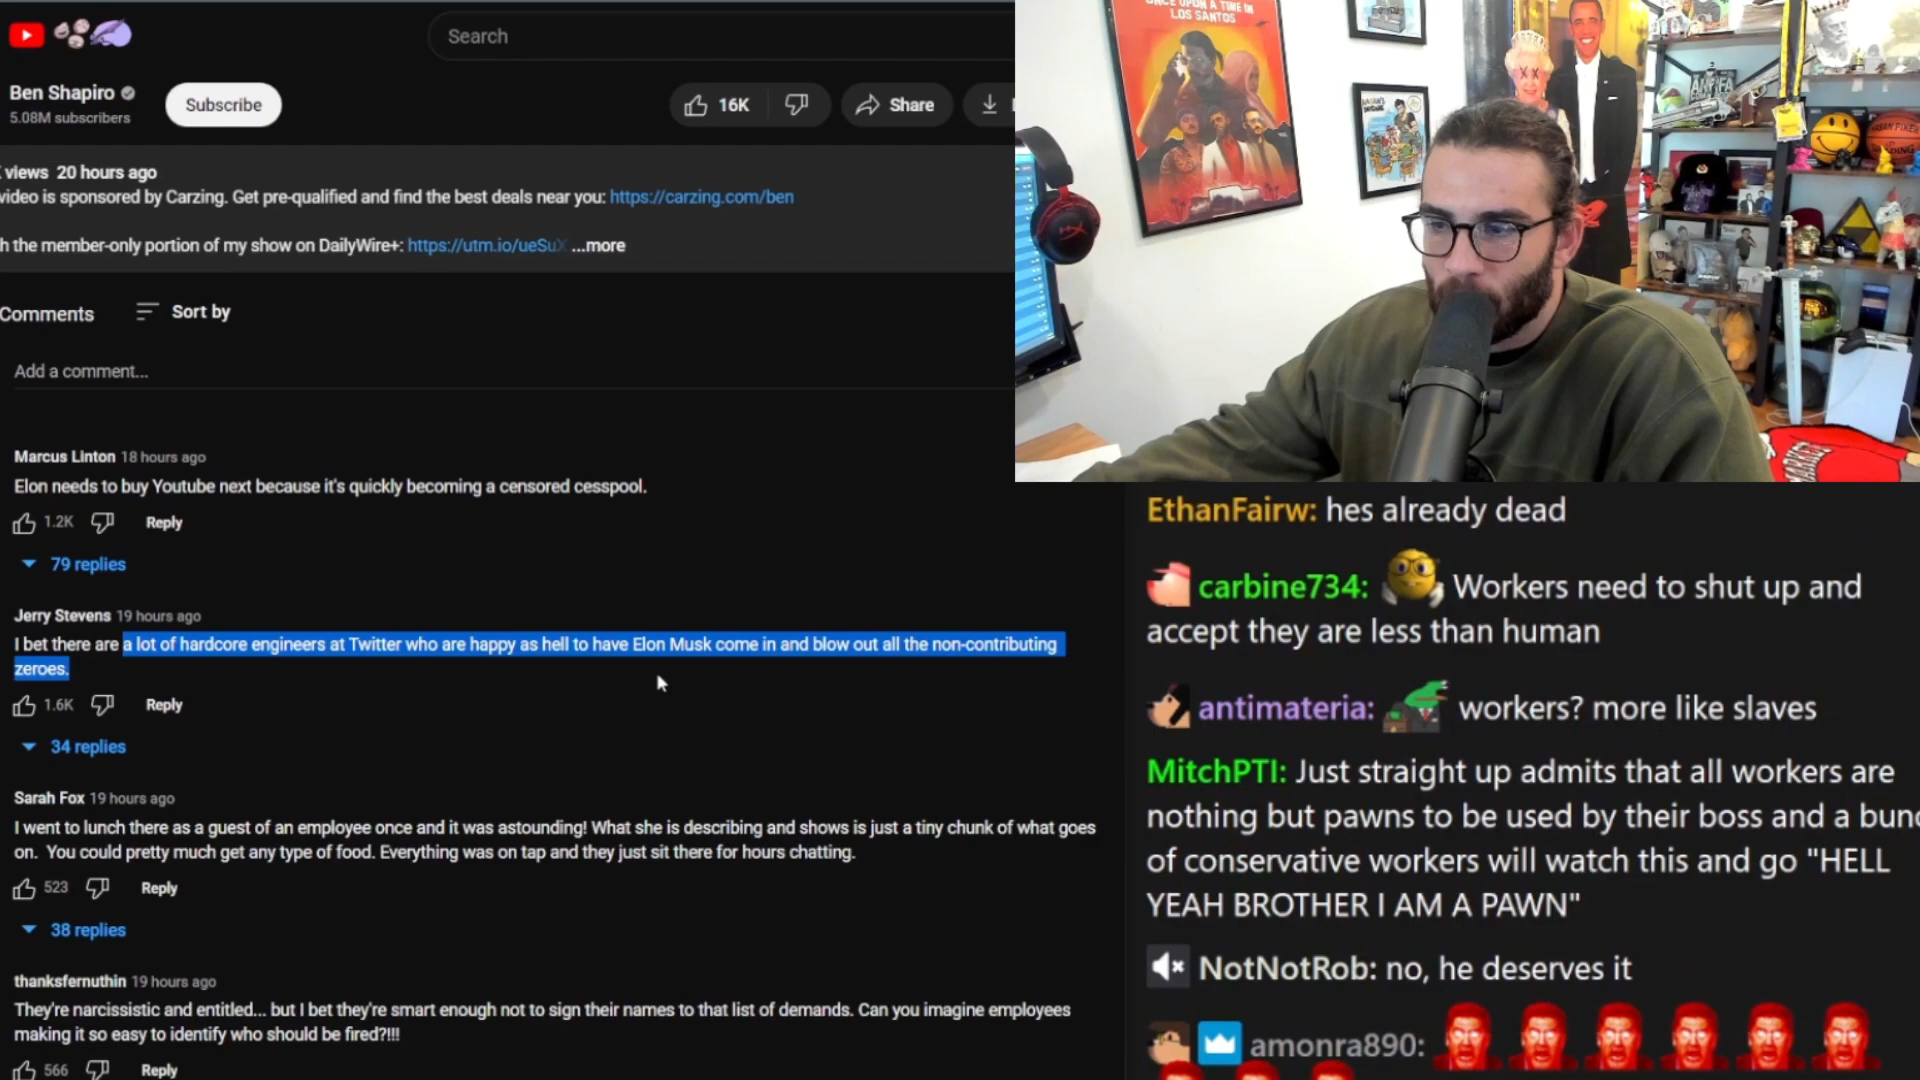 Search
Ben Shapiro
5.08M subscribers
Subscribe
16K
Share
views 20 hours ago
video is sponsored by Carzing. Get pre-qualified and find the best deals near you: https://carzing.com/ben
h the member-only portion of my show on DailyWire+: https://utm.io/ueSuX ...more
Comments
Sort by
Add a comment...
Marcus Linton 18 hours ago
Elon needs to buy Youtube next because it's quickly becoming a censored cesspool.
1.2K
Reply
79 replies
Jerry Stevens 19 hours ago
I bet there are a lot of hardcore engineers at Twitter who are happy as hell to have Elon Musk come in and blow out all the non-contributing
zeroes.
1.6K
Reply
34 replies
Sarah Fox 19 hours ago
I went to lunch there as a guest of an employee once and it was astounding! What she is describing and shows is just a tiny chunk of what goes
on. You could pretty much get any type of food. Everything was on tap and they just sit there for hours chatting.
523
Reply
38 replies
thanksfernuthin 19 hours ago
They're narcissistic and entitled... but I bet they're smart enough not to sign their names to that list of demands. Can you imagine employees
making it so easy to identify who should be fired?!!!
566
Reply
ONCE UPON A TIME IN
LOS SANTOS
EthanFairw: hes already dead
carbine734: Workers need to shut up and
accept they are less than human
antimateria: workers? more like slaves
MitchPTI: Just straight up admits that all workers are
nothing but pawns to be used by their boss and a bunc
of conservative workers will watch this and go "HELL
YEAH BROTHER I AM A PAWN"
NotNotRob: no, he deserves it
amonra890: